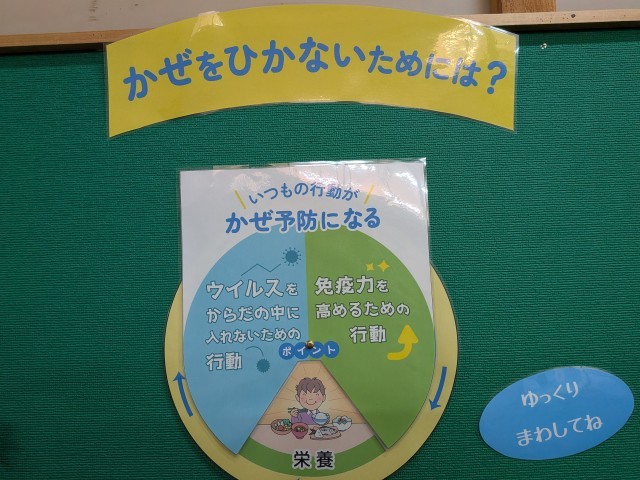 かぜをひかないためには？
いつもの行動が
かぜ予防になる
ウイルスを
からだの中に
入れないための
行動
免疫力を
高めるための
行動
ポイント
栄養
ゆっくり
まわしてね